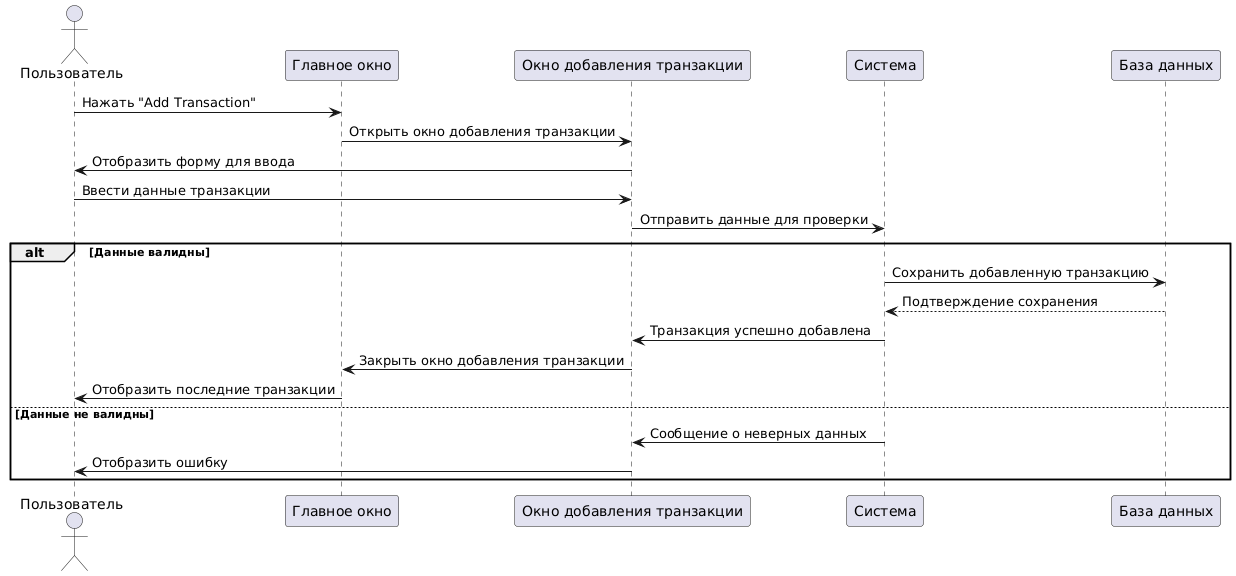 Пользователь
Главное окно
Окно добавления транзакции
Система
База данных
Нажать "Add Transaction"
Открыть окно добавления транзакции
Отобразить форму для ввода
Ввести данные транзакции
Отправить данные для проверки
alt [Данные валидны]
Сохранить добавленную транзакцию
Подтверждение сохранения
Транзакция успешно добавлена
Закрыть окно добавления транзакции
Отобразить последние транзакции
[Данные не валидны]
Сообщение о неверных данных
Отобразить ошибку
Пользователь
Главное окно
Окно добавления транзакции
Система
База данных